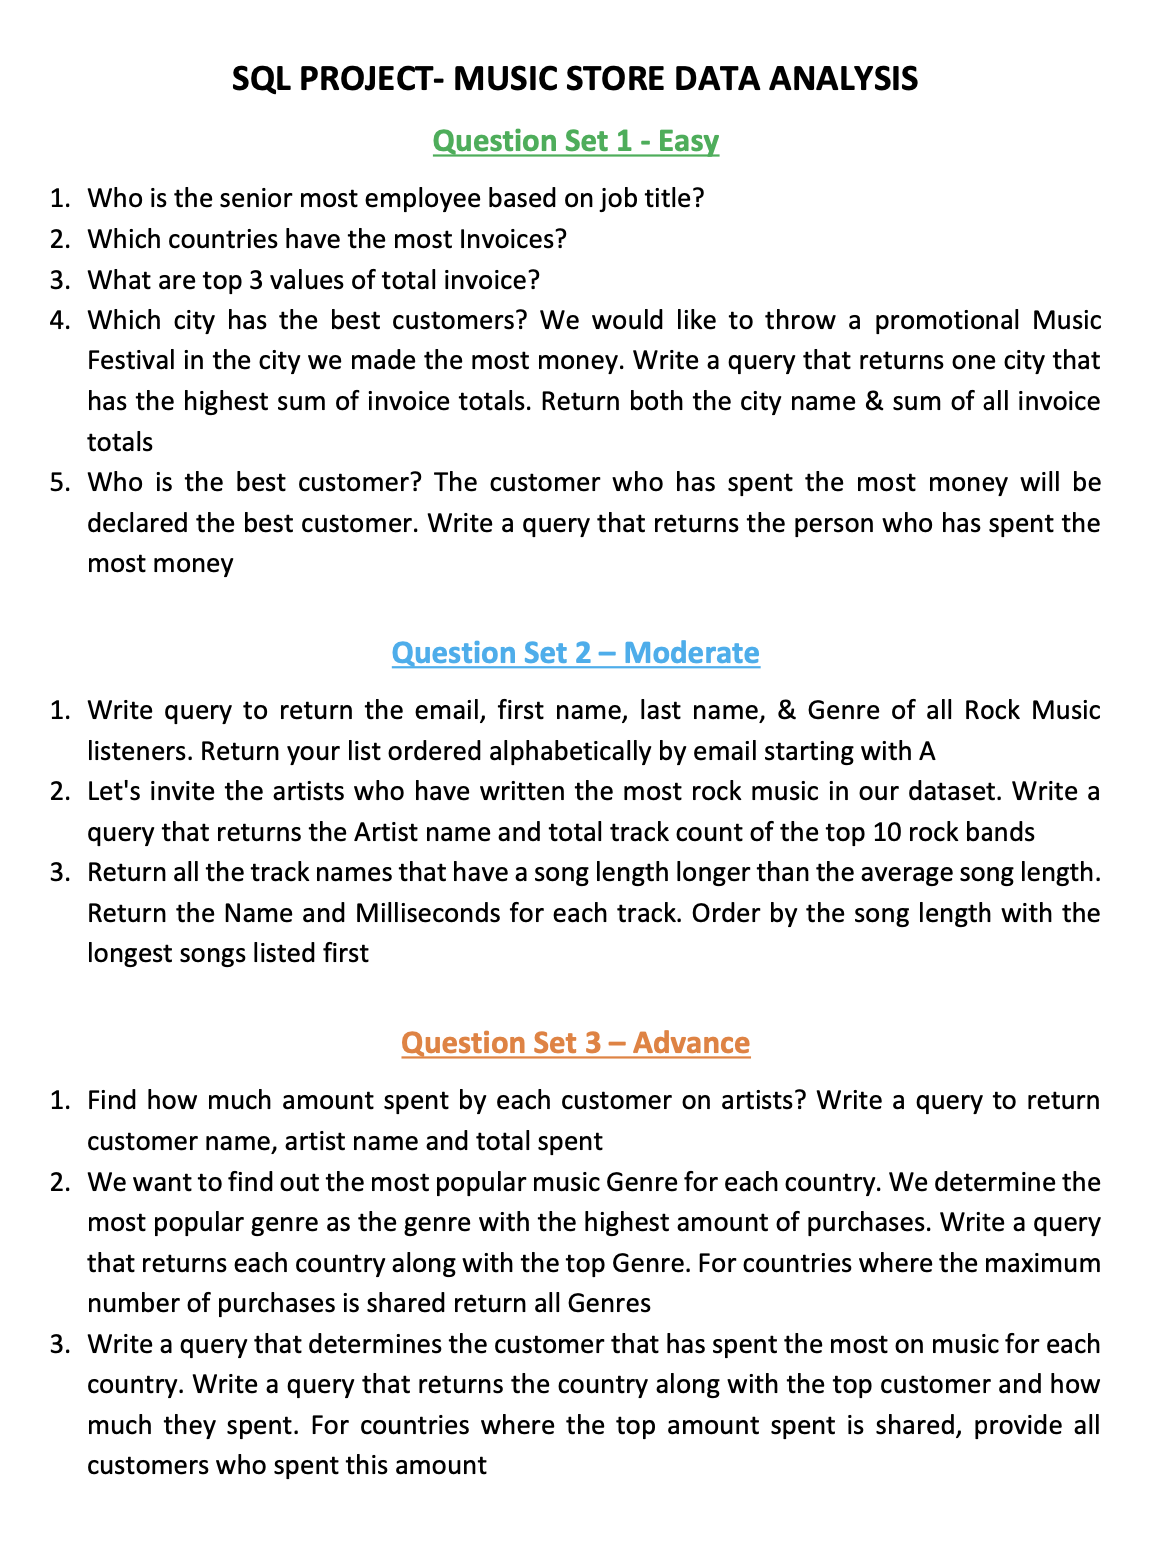 SQL PROJECT- MUSIC STORE DATA ANALYSIS
Question Set 1 - Easy
1. Who is the senior most employee based on job title?
2. Which countries have the most Invoices?
3. What are top 3 values of total invoice?
4. Which city has the best customers? We would like to throw a promotional Music
Festival in the city we made the most money. Write a query that returns one city that
has the highest sum of invoice totals. Return both the city name & sum of all invoice
totals
5. Who is the best customer? The customer who has spent the most money will be
declared the best customer. Write a query that returns the person who has spent the
most money
Question Set 2 – Moderate
1. Write query to return the email, first name, last name, & Genre of all Rock Music
listeners. Return your list ordered alphabetically by email starting with A
2. Let's invite the artists who have written the most rock music in our dataset. Write a
query that returns the Artist name and total track count of the top 10 rock bands
3. Return all the track names that have a song length longer than the average song length.
Return the Name and Milliseconds for each track. Order by the song length with the
longest songs listed first
Question Set 3 – Advance
1. Find how much amount spent by each customer on artists? Write a query to return
customer name, artist name and total spent
2. We want to find out the most popular music Genre for each country. We determine the
most popular genre as the genre with the highest amount of purchases. Write a query
that returns each country along with the top Genre. For countries where the maximum
number of purchases is shared return all Genres
3. Write a query that determines the customer that has spent the most on music for each
country. Write a query that returns the country along with the top customer and how
much they spent. For countries where the top amount spent is shared, provide all
customers who spent this amount